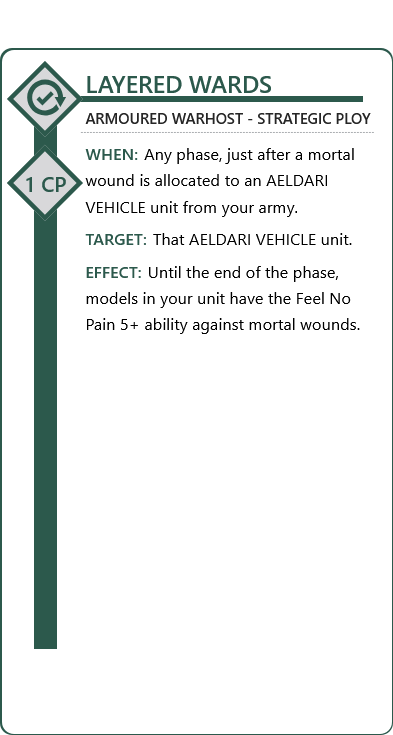 LAYERED WARDS
ARMOURED WARHOST - STRATEGIC PLOY
WHEN: Any phase, just after a mortal
wound is allocated to an AELDARI
1 CP
VEHICLE unit from your army.
TARGET: That AELDARI VEHICLE unit.
EFFECT: Until the end of the phase,
models in your unit have the Feel No
Pain 5+ ability against mortal wounds.